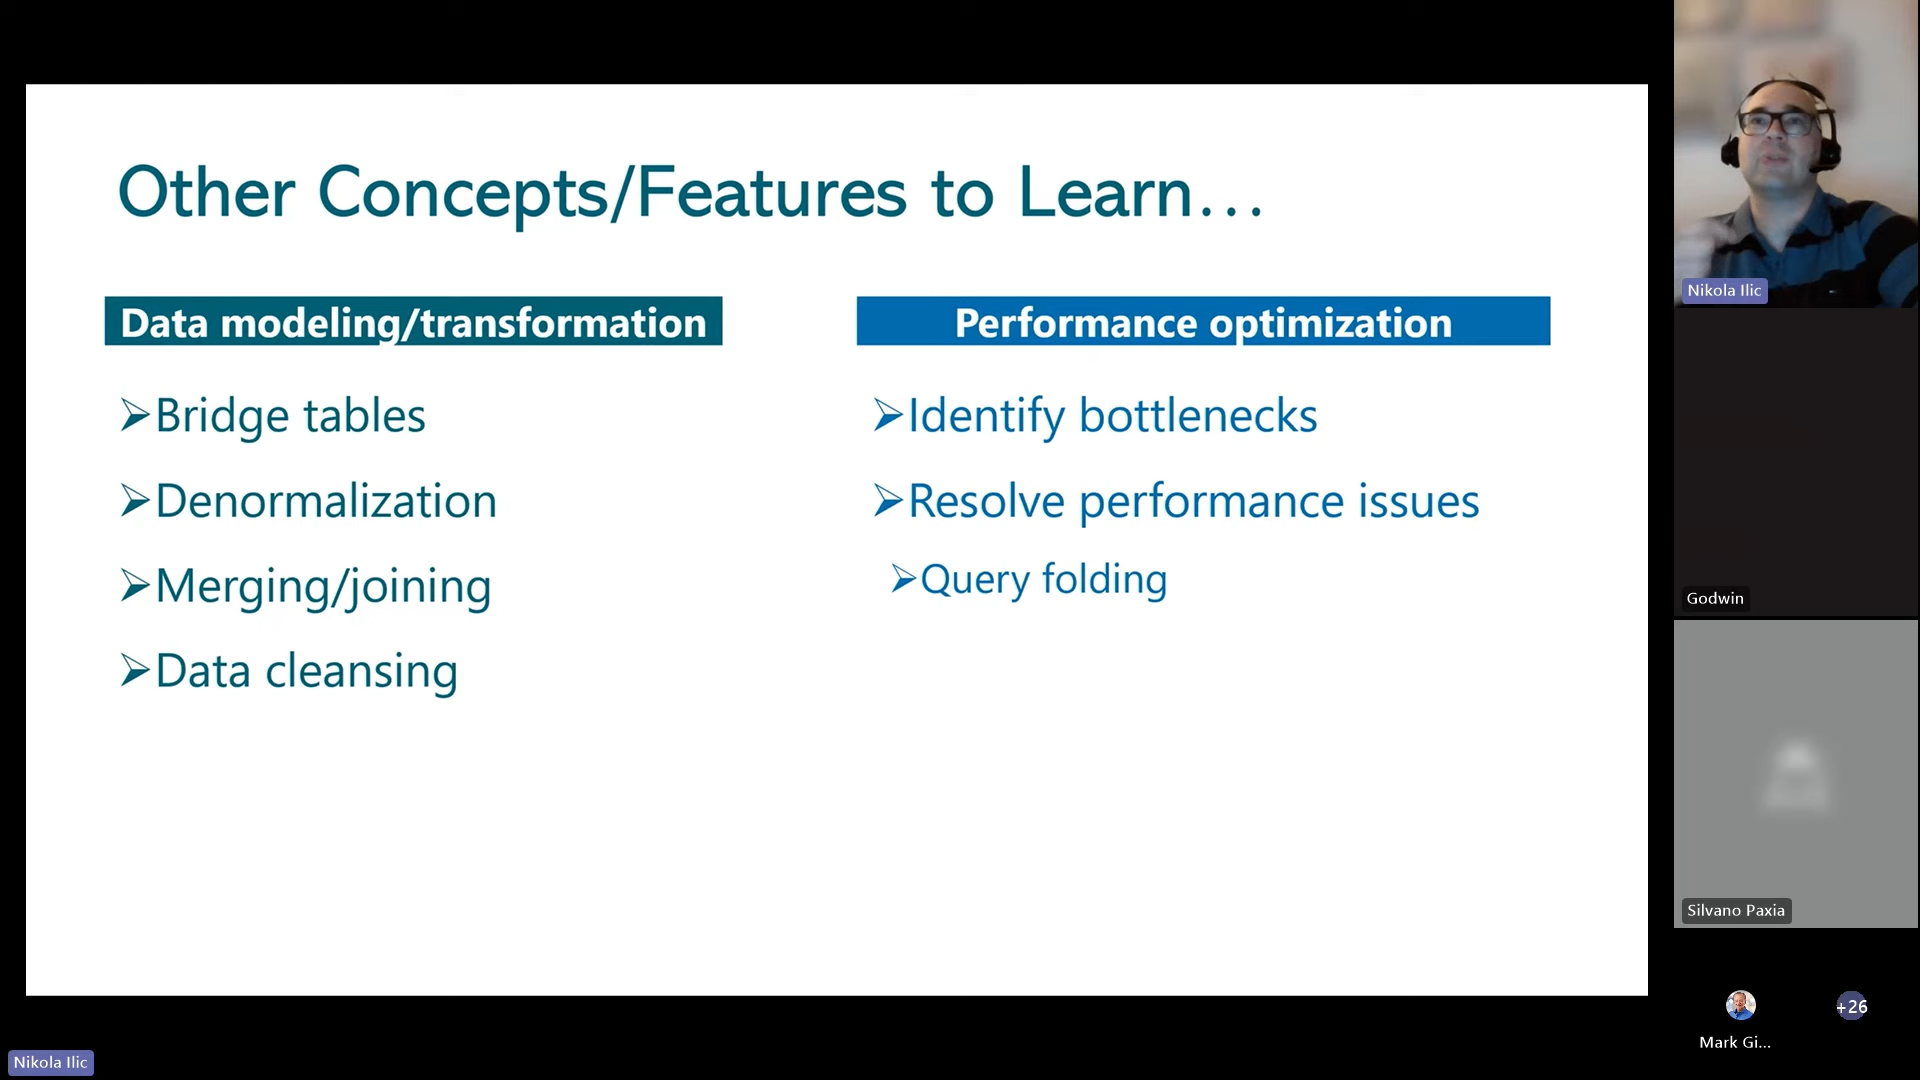 Other Concepts/Features to Learn…
Data modeling/transformation
➢Bridge tables
➢Denormalization
➢Merging/joining
➢Data cleansing
Performance optimization
➢Identify bottlenecks
➢Resolve performance issues
➢Query folding
Nikola Ilic
Godwin
Silvano Paxia
Mark Gi...
+26
Nikola Ilic